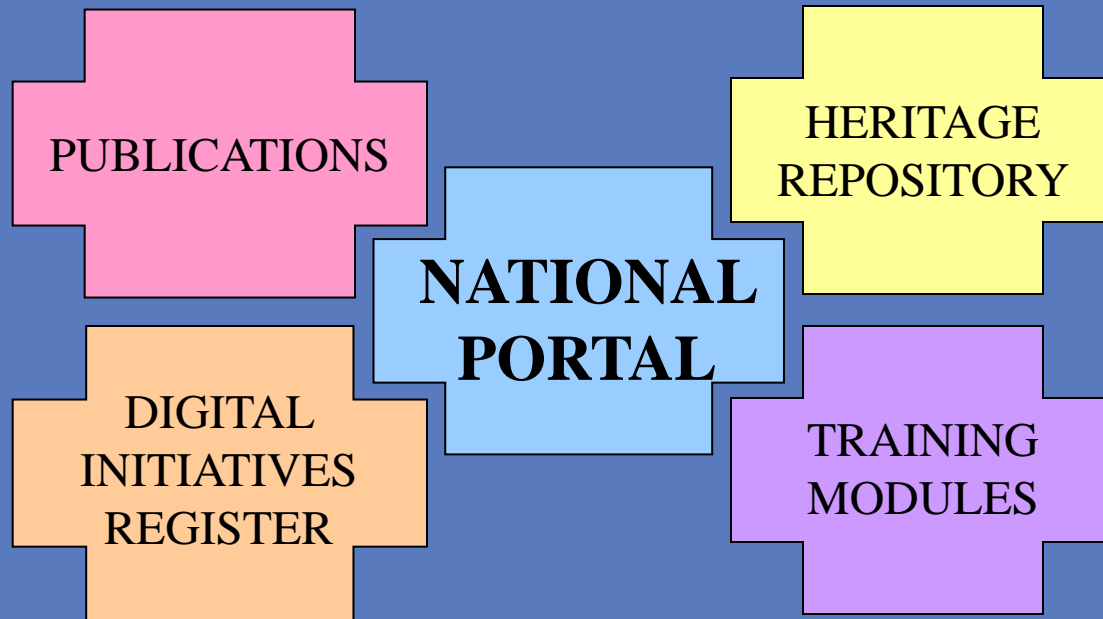 PUBLICATIONS
HERITAGE
REPOSITORY
NATIONAL
PORTAL
DIGITAL
INITIATIVES
REGISTER
TRAINING
MODULES